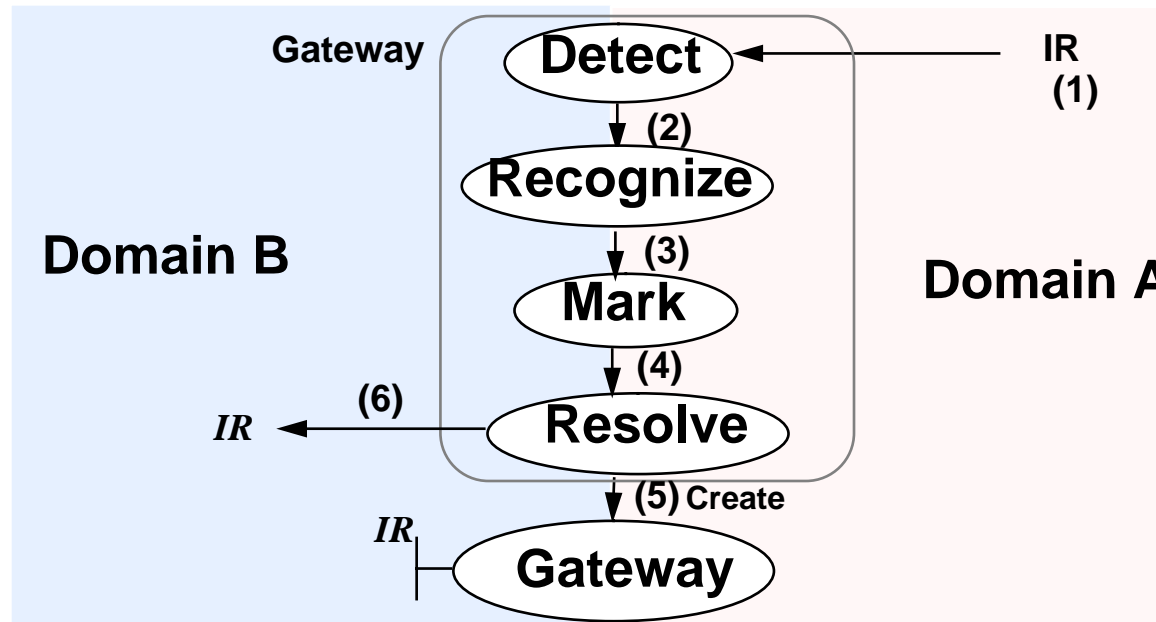 Gateway
Detect
IR
(1)
(2)
Recognize
Domain B
(3)
Domain A
Mark
(4)
(6)
IR
Resolve
(5) Create
IR
Gateway